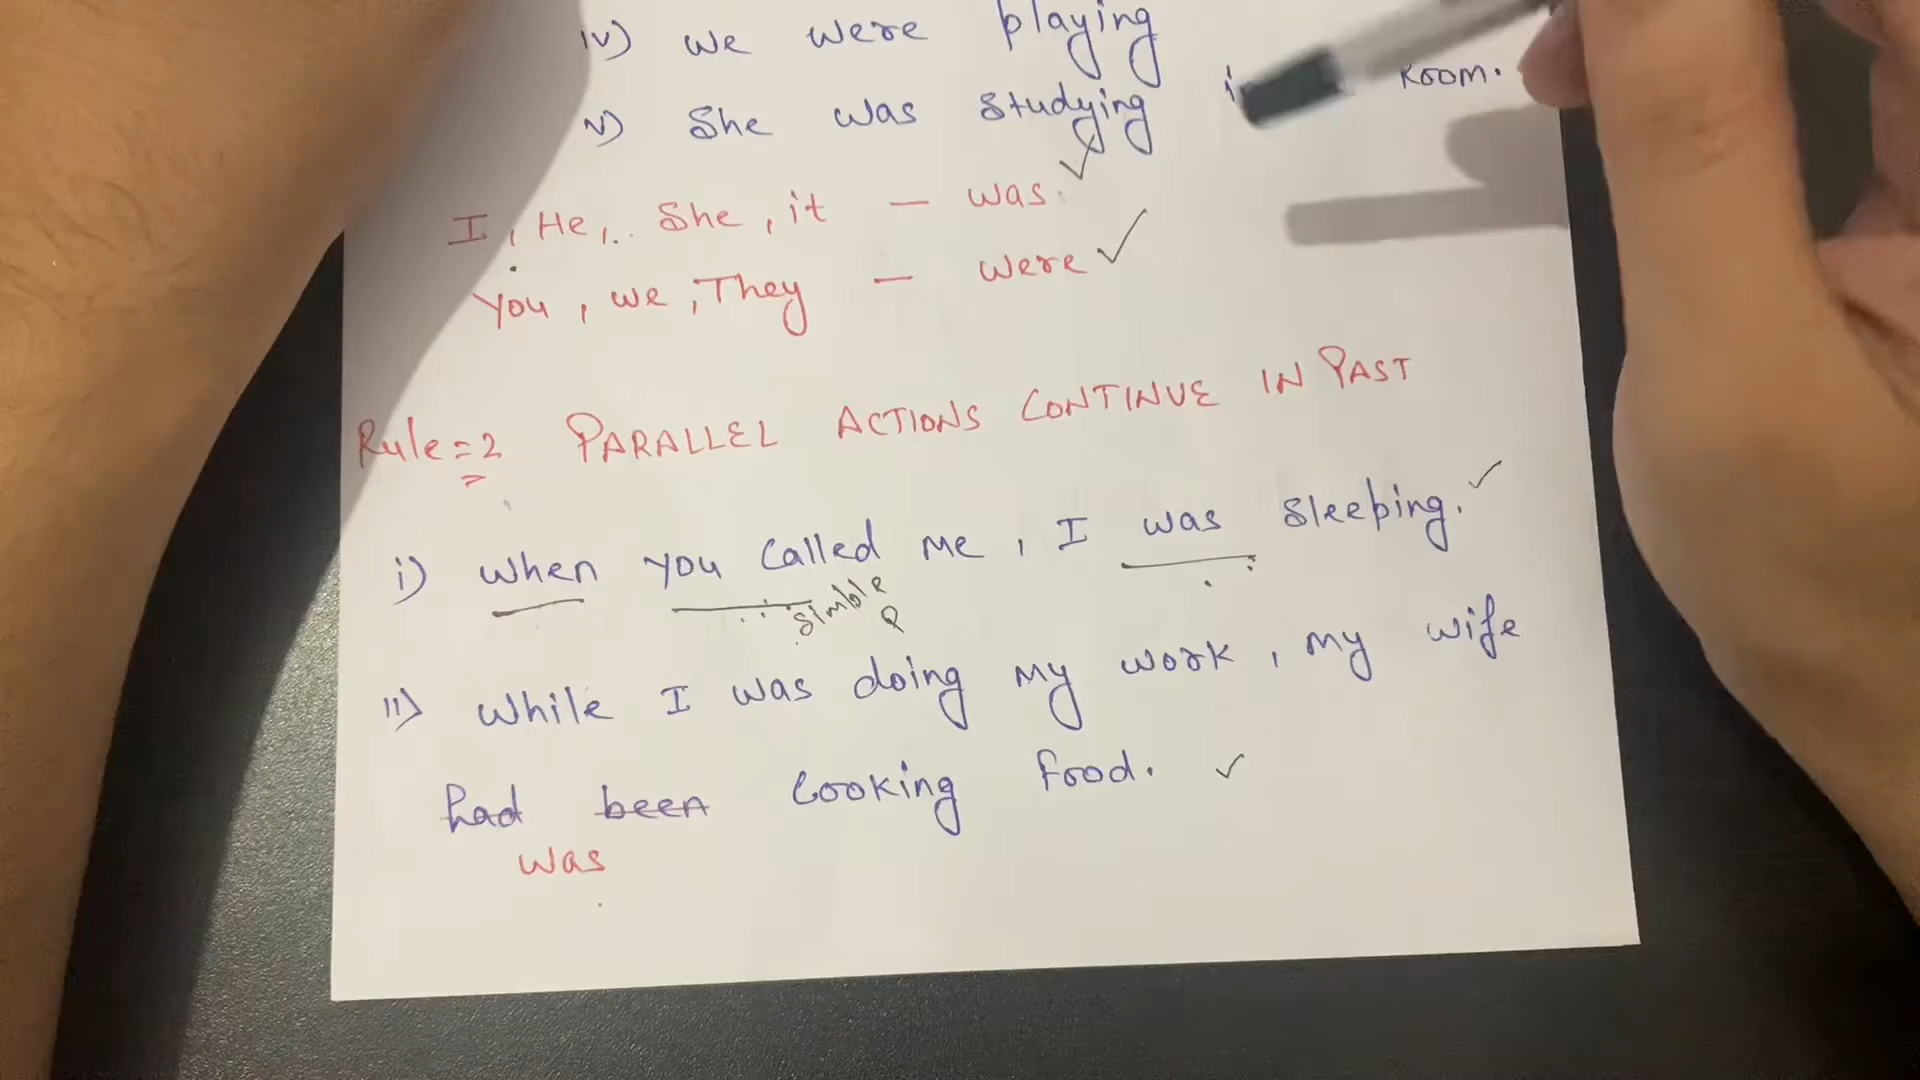 iv) we were playing
v) She was studying Room.
I, He, She, it — was
You, we, They — were
Rule=2 PARALLEL ACTIONS CONTINUE IN PAST
i) when you called me, I was sleeping.
simple
ii) while I was doing my work, my wife
had been cooking food.
was